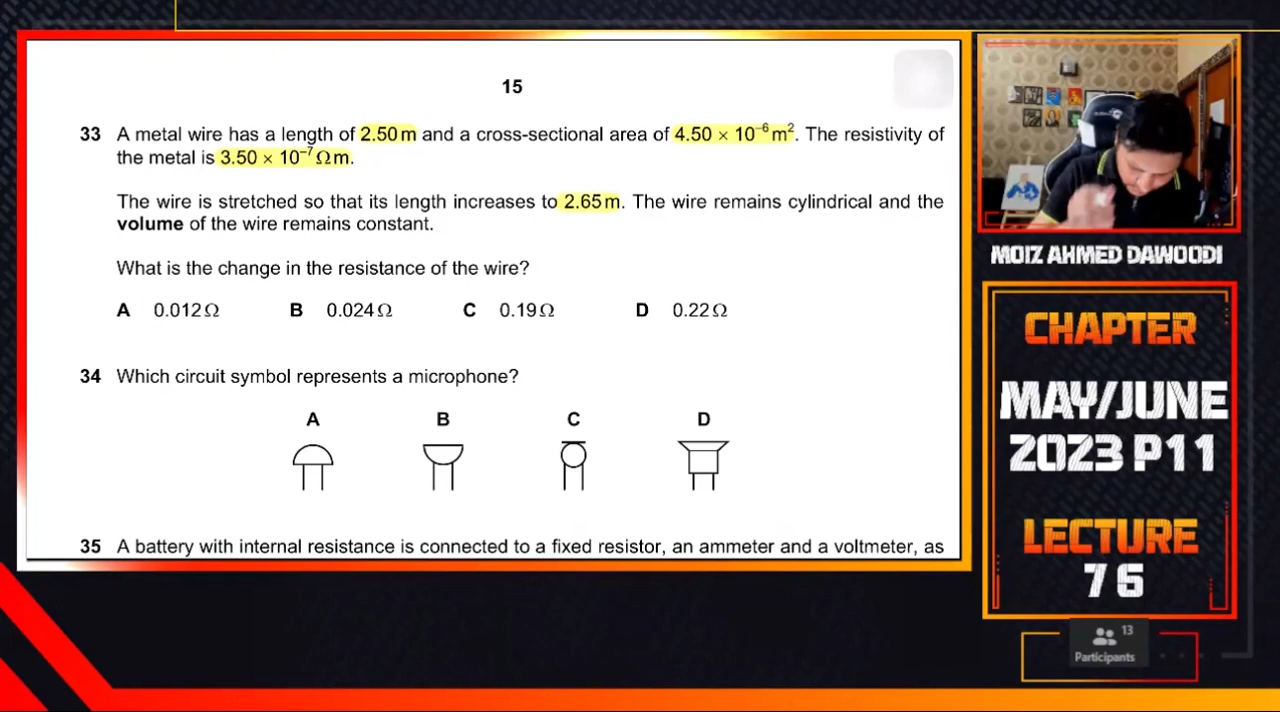 15
33 A metal wire has a length of 2.50 m and a cross-sectional area of 4.50 × 10⁻⁶ m². The resistivity of
the metal is 3.50 × 10⁻⁷ Ω m.
The wire is stretched so that its length increases to 2.65 m. The wire remains cylindrical and the
volume of the wire remains constant.
What is the change in the resistance of the wire?
A 0.012 Ω B 0.024 Ω C 0.19 Ω D 0.22 Ω
34 Which circuit symbol represents a microphone?
A B C D
35 A battery with internal resistance is connected to a fixed resistor, an ammeter and a voltmeter, as
MOIZ AHMED DAWOODI
CHAPTER
MAY/JUNE
2023 P11
LECTURE
76
13
Participants